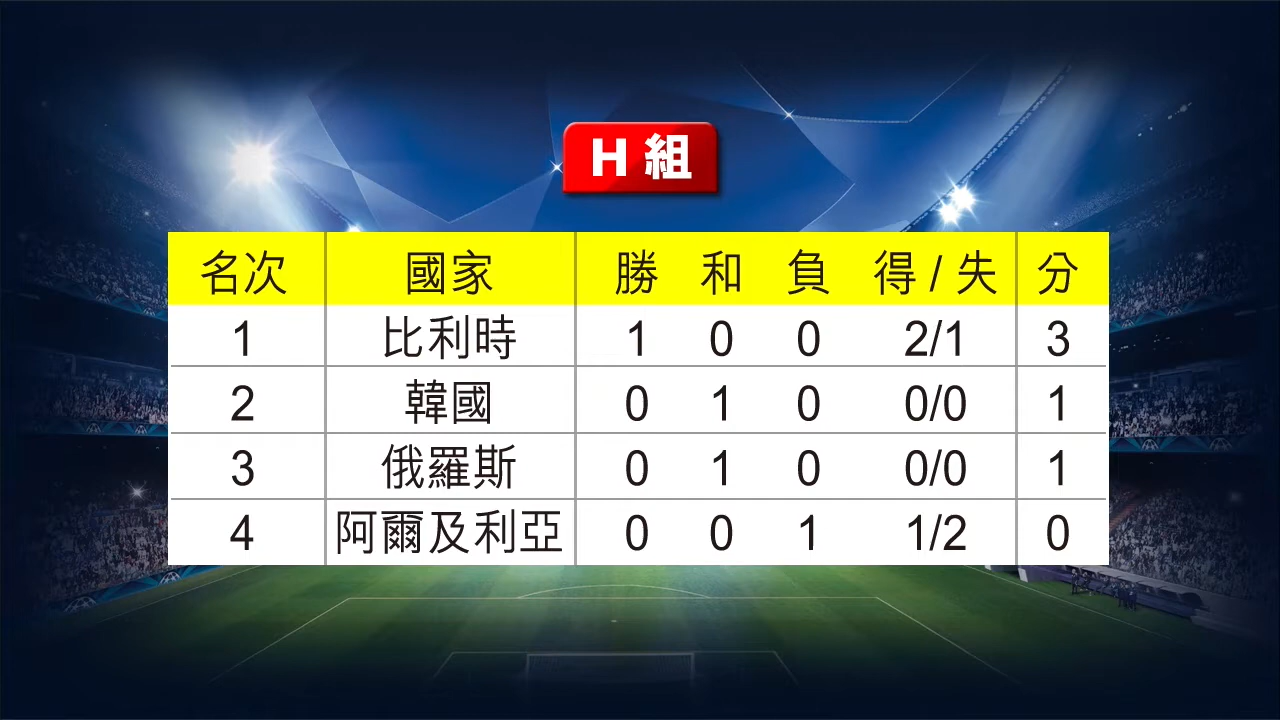 H 組
名次 國家 勝 和 負 得 / 失 分
1 比利時 1 0 0 2/1 3
2 韓國 0 1 0 0/0 1
3 俄羅斯 0 1 0 0/0 1
4 阿爾及利亞 0 0 1 1/2 0